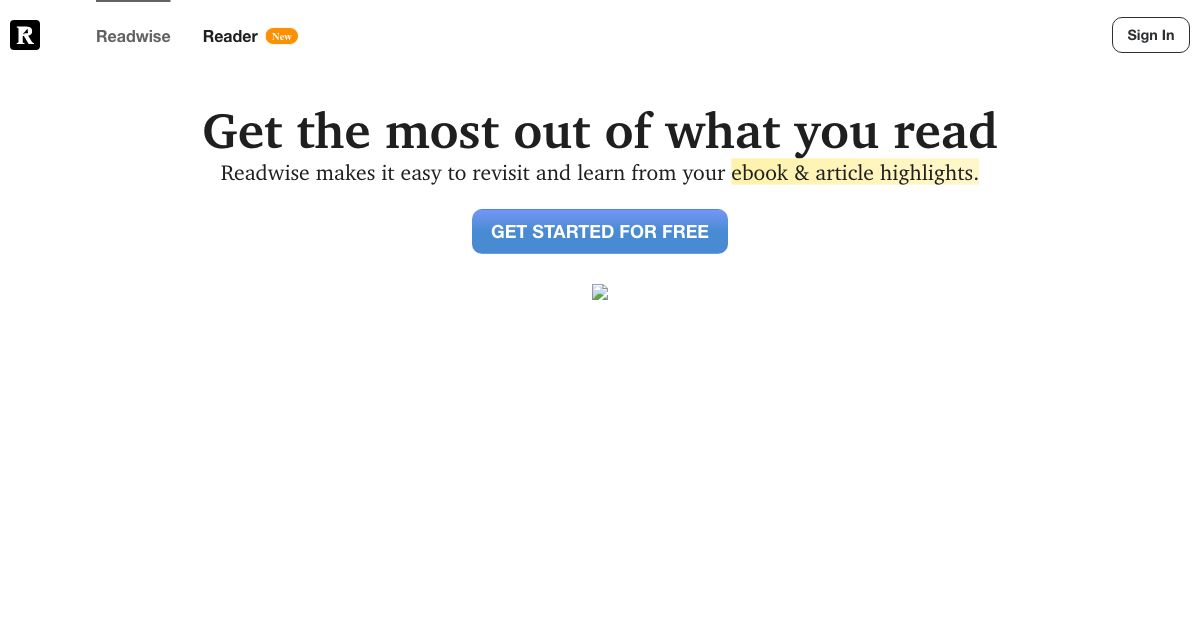 R
Readwise
Reader New
Sign In
Get the most out of what you read
Readwise makes it easy to revisit and learn from your ebook & article highlights.
GET STARTED FOR FREE